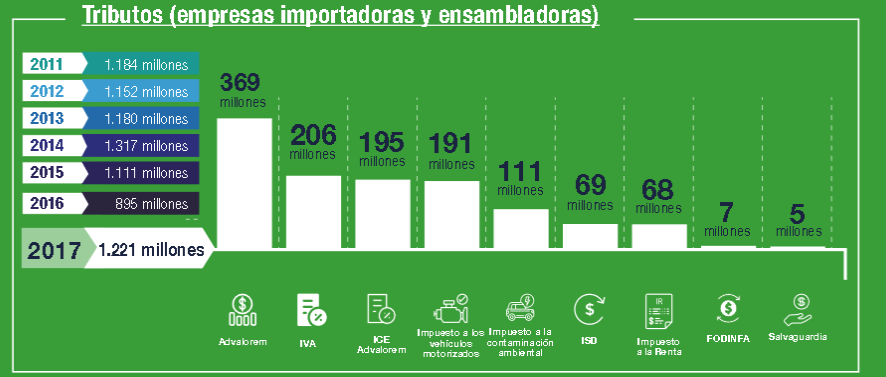 Tributos (empresas importadoras y ensambladoras)
2011 1.184 millones
2012 1.152 millones
2013 1.180 millones
2014 1.317 millones
2015 1.111 millones
2016 895 millones
2017 1.221 millones
369
millones
206
millones
195
millones
191
millones
111
millones
69
millones
68
millones
7
millones
5
millones
Advalorem
IVA
ICE
Advalorem
Impuesto a los
vehículos
motorizados
Impuesto a la
contaminación
ambiental
ISD
IR
Impuesto
a la Renta
FODINFA
Salvaguardia